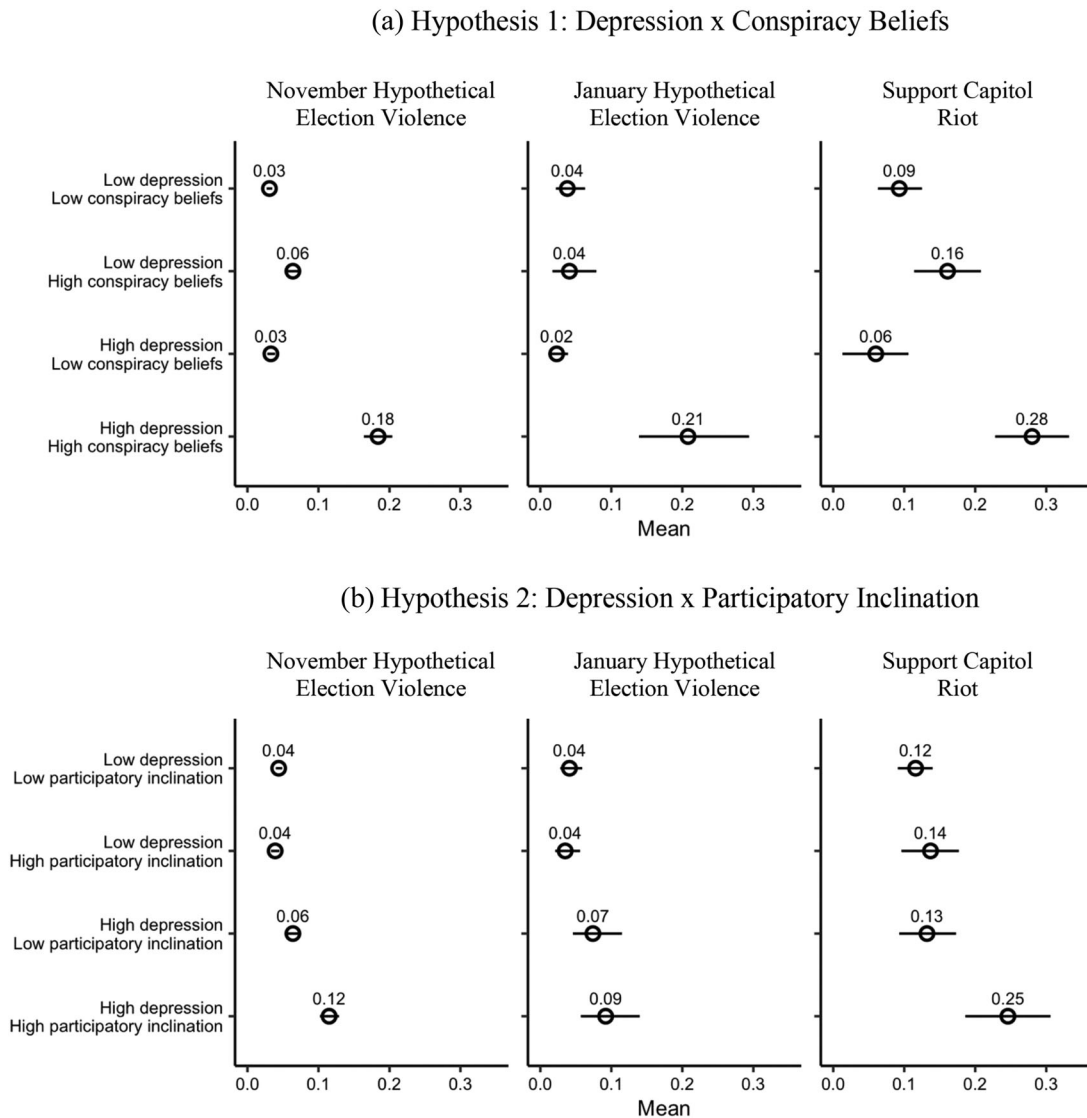 (a) Hypothesis 1: Depression x Conspiracy Beliefs
November Hypothetical
Election Violence
January Hypothetical
Election Violence
Support Capitol
Riot
Low depression
Low conspiracy beliefs
0.03
0.04
0.09
Low depression
High conspiracy beliefs
0.06
0.04
0.16
High depression
Low conspiracy beliefs
0.03
0.02
0.06
High depression
High conspiracy beliefs
0.18
0.21
0.28
0.0 0.1 0.2 0.3
0.0 0.1 0.2 0.3
0.0 0.1 0.2 0.3
Mean
(b) Hypothesis 2: Depression x Participatory Inclination
November Hypothetical
Election Violence
January Hypothetical
Election Violence
Support Capitol
Riot
Low depression
Low participatory inclination
0.04
0.04
0.12
Low depression
High participatory inclination
0.04
0.04
0.14
High depression
Low participatory inclination
0.06
0.07
0.13
High depression
High participatory inclination
0.12
0.09
0.25
0.0 0.1 0.2 0.3
0.0 0.1 0.2 0.3
0.0 0.1 0.2 0.3
Mean